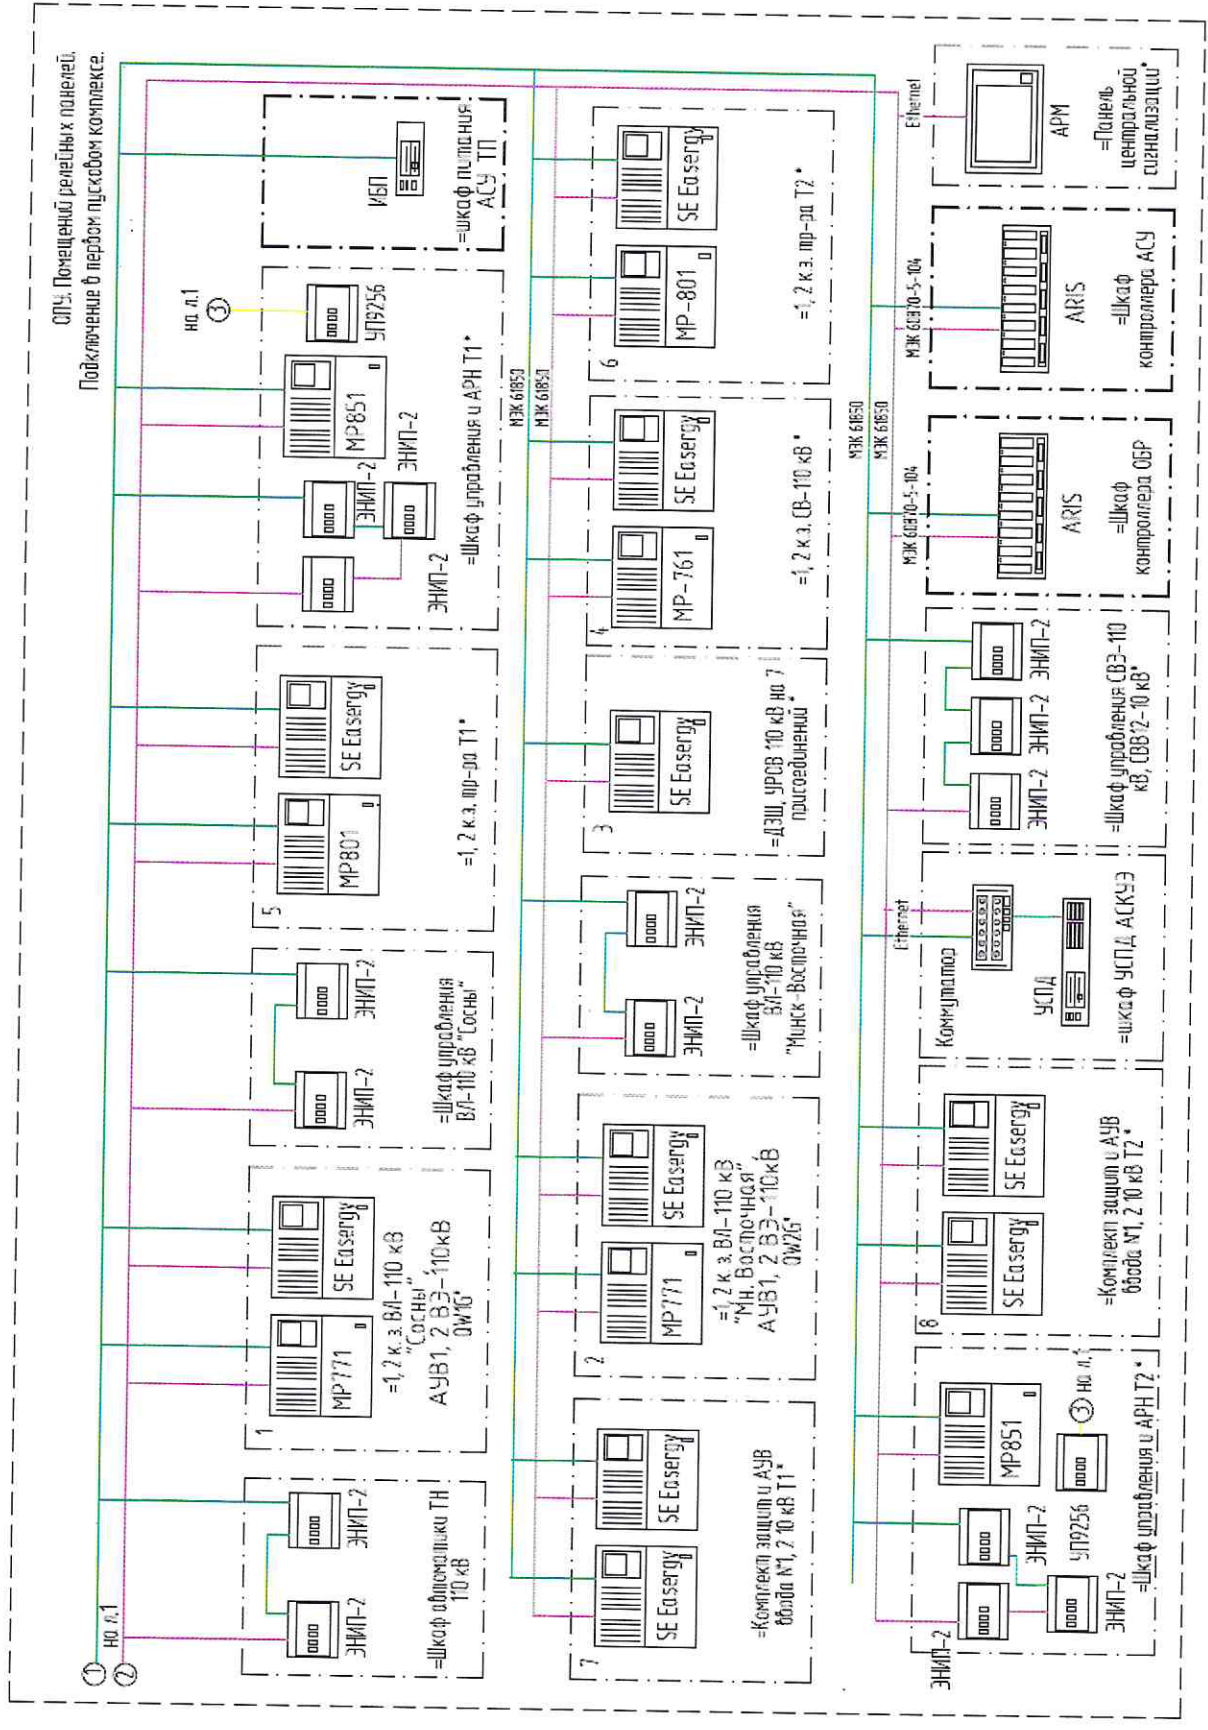 ОПУ. Помещений релейных панелей.
Подключение в первом пусковом комплексе.
1
2
на л.1
ЭНИП-2
ЭНИП-2
=Шкаф автоматики ТН
110 кВ
1
МР771
SE Easergy
=1, 2 к. з. ВЛ-110 кВ
"Сосны",
АУВ1, 2 ВЭ-110кВ
QW1G*
ЭНИП-2
ЭНИП-2
=Шкаф управления
ВЛ-110 кВ "Сосны"
5
МР801
SE Easergy
=1, 2 к.з. тр-ра Т1*
ЭНИП-2
ЭНИП-2
ЭНИП-2
МР851
УП9256
3
на л.1
=Шкаф управления и АРН Т1*
ИБП
=шкаф питания
АСУ ТП
МЭК 61850
МЭК 61850
7
SE Easergy
SE Easergy
=Комплект защит и АУВ
ввода №1, 2 10 кВ Т1*
2
МР771
SE Easergy
=1, 2 к. з. ВЛ-110 кВ
"Мн. Восточная",
АУВ1, 2 ВЭ-110кВ
QW2G*
ЭНИП-2
ЭНИП-2
=Шкаф управления
ВЛ-110 кВ
"Минск-Восточная"
3
SE Easergy
=ДЗШ, УРОВ 110 кВ на 7
присоединений*
4
МР-761
SE Easergy
=1, 2 к.з. СВ-110 кВ*
6
МР-801
SE Easergy
=1, 2 к.з. тр-ра Т2*
МЭК 61850
МЭК 61850
ЭНИП-2
ЭНИП-2
ЭНИП-2
УП9256
МР851
3
на л.1
=Шкаф управления и АРН Т2*
8
SE Easergy
SE Easergy
=Комплект защит и АУВ
ввода №1, 2 10 кВ Т2*
Ethernet
Коммутатор
УСПД
=шкаф УСПД АСКУЭ
ЭНИП-2
ЭНИП-2
ЭНИП-2
=Шкаф управления СВЭ-110
кВ, СВВ12-10 кВ*
МЭК 60870-5-104
ARIS
=Шкаф
контроллера ОБР
МЭК 60870-5-104
ARIS
=Шкаф
контроллера АСУ
Ethernet
АРМ
=Панель
центральной
сигнализации*